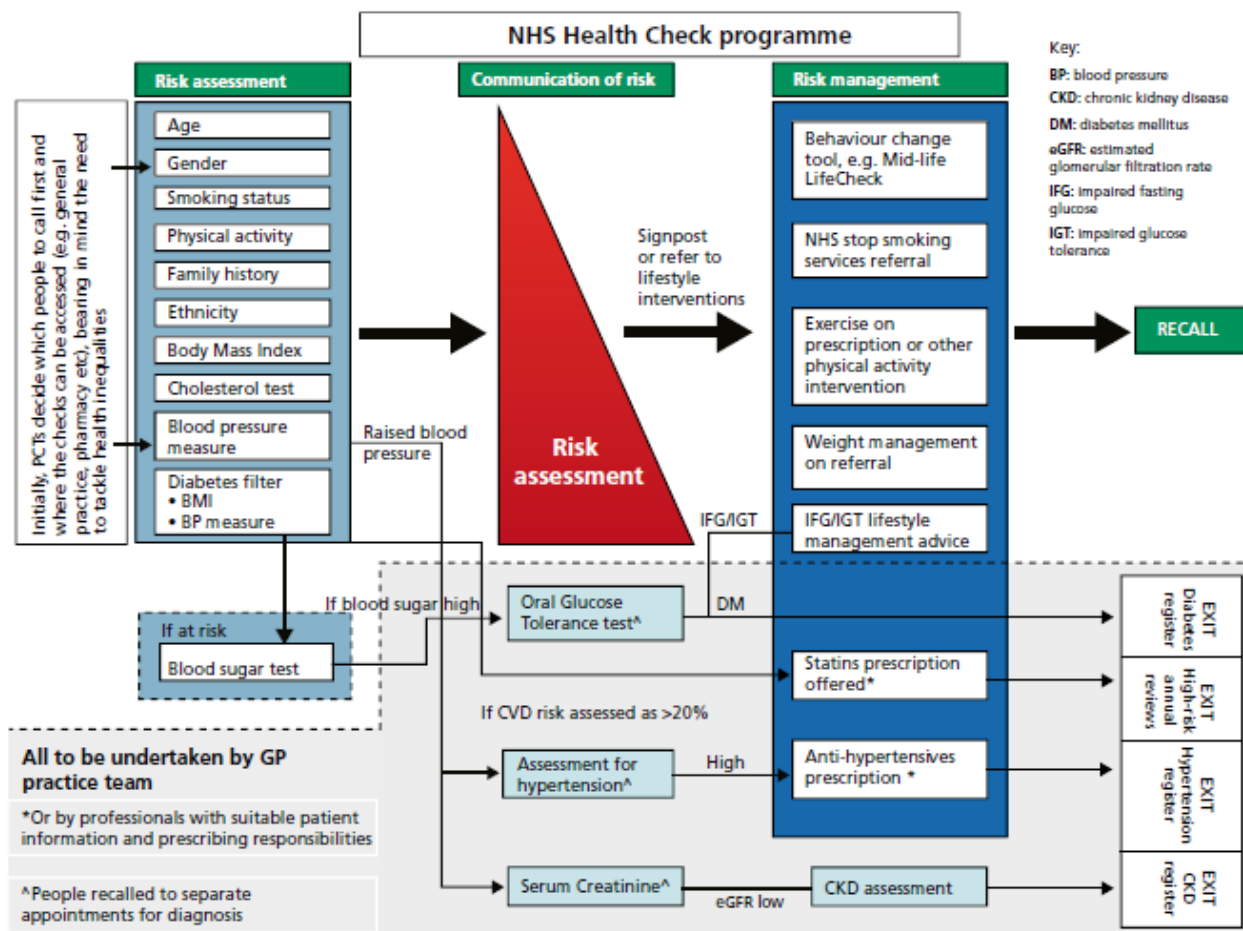 NHS Health Check programme
Risk assessment
Communication of risk
Risk management
Key:
BP: blood pressure
CKD: chronic kidney disease
DM: diabetes mellitus
eGFR: estimated
glomerular filtration rate
IFG: impaired fasting
glucose
IGT: impaired glucose
tolerance
Initially, PCTs decide which people to call first and
where the checks can be accessed (e.g. general
practice, pharmacy etc), bearing in mind the need
to tackle health inequalities
Age
Gender
Smoking status
Physical activity
Family history
Ethnicity
Body Mass Index
Cholesterol test
Blood pressure
measure
Diabetes filter
• BMI
• BP measure
Raised blood
pressure
Risk
assessment
Signpost
or refer to
lifestyle
interventions
Behaviour change
tool, e.g. Mid-life
LifeCheck
NHS stop smoking
services referral
Exercise on
prescription or other
physical activity
intervention
Weight management
on referral
IFG/IGT
IFG/IGT lifestyle
management advice
RECALL
If at risk
Blood sugar test
If blood sugar high
Oral Glucose
Tolerance test^
DM
EXIT
Diabetes
register
Statins prescription
offered*
EXIT
High-risk
annual
reviews
If CVD risk assessed as >20%
Assessment for
hypertension^
High
Anti-hypertensives
prescription *
EXIT
Hypertension
register
Serum Creatinine^
eGFR low
CKD assessment
EXIT
CKD
register
All to be undertaken by GP
practice team
*Or by professionals with suitable patient
information and prescribing responsibilities
^People recalled to separate
appointments for diagnosis